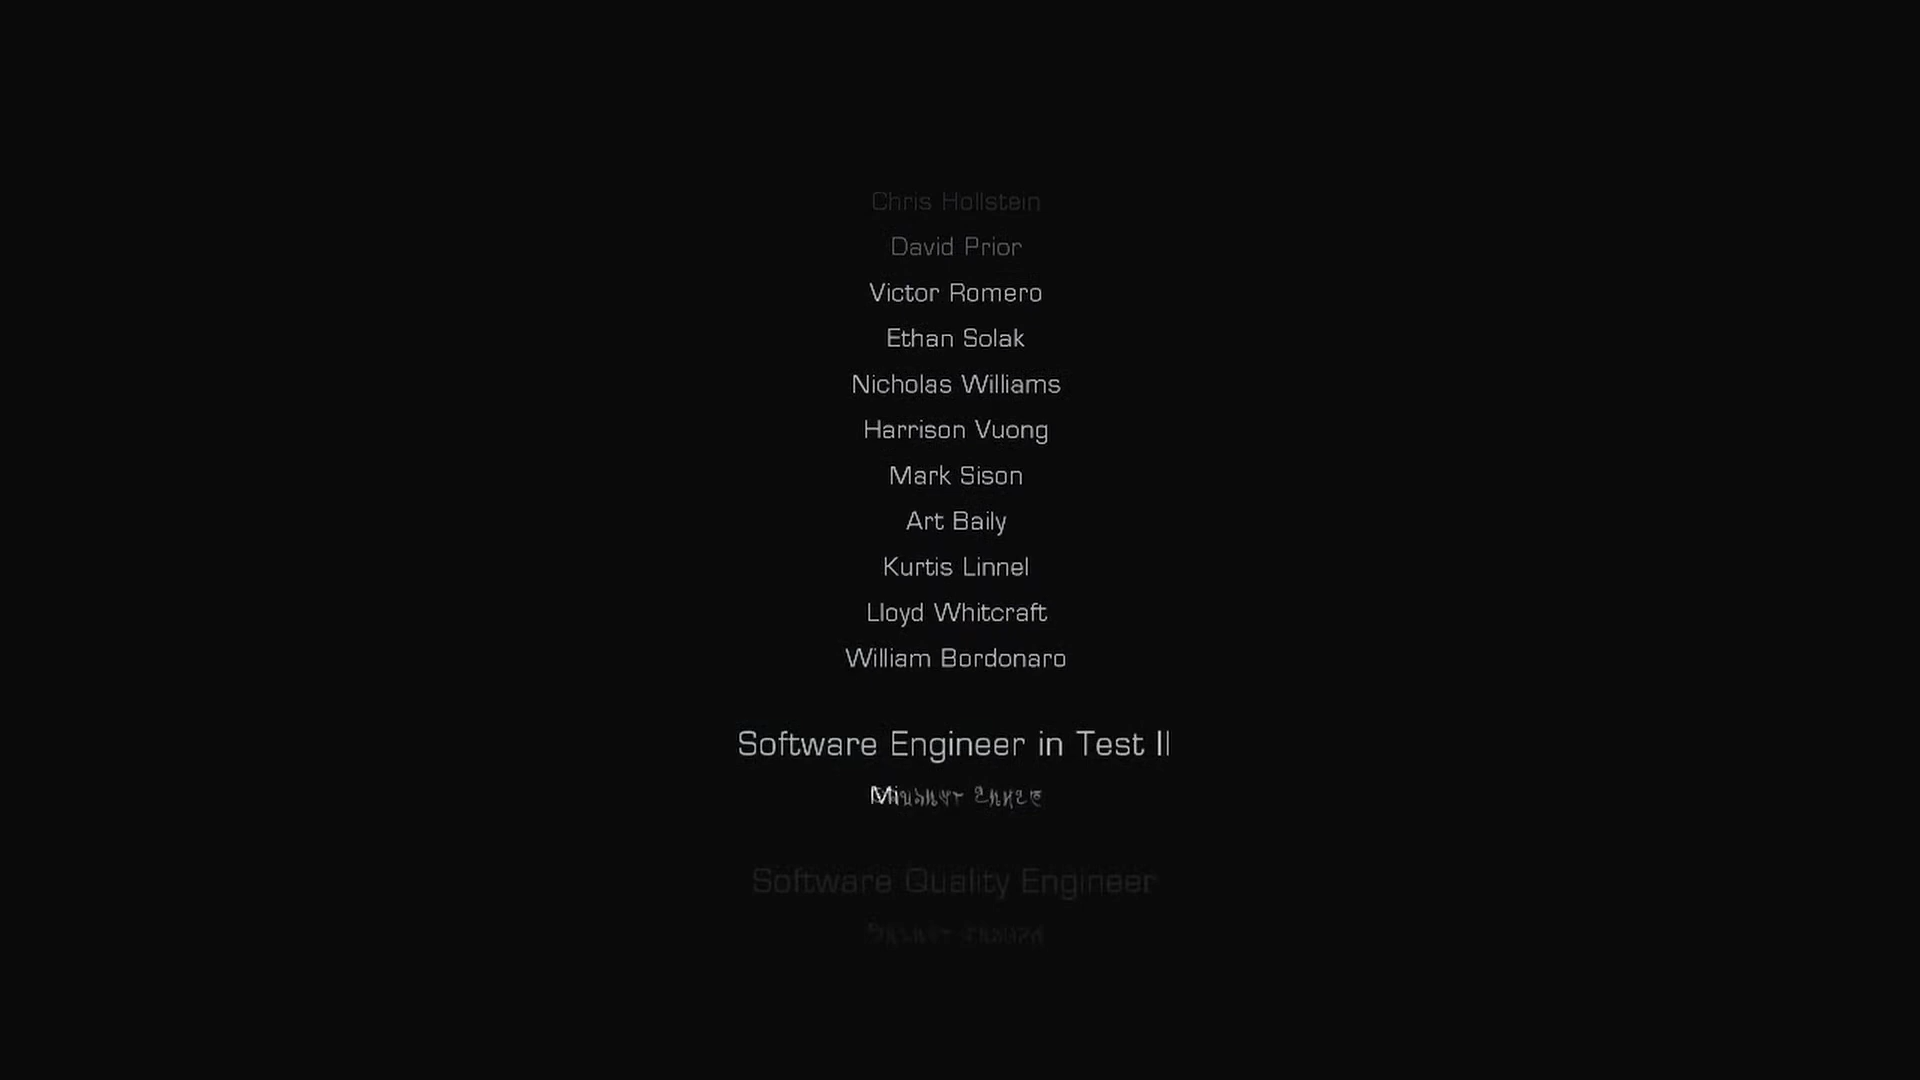 Chris Hollstein
David Prior
Victor Romero
Ethan Solak
Nicholas Williams
Harrison Vuong
Mark Sison
Art Baily
Kurtis Linnel
Lloyd Whitcraft
William Bordonaro
Software Engineer in Test II
Software Quality Engineer